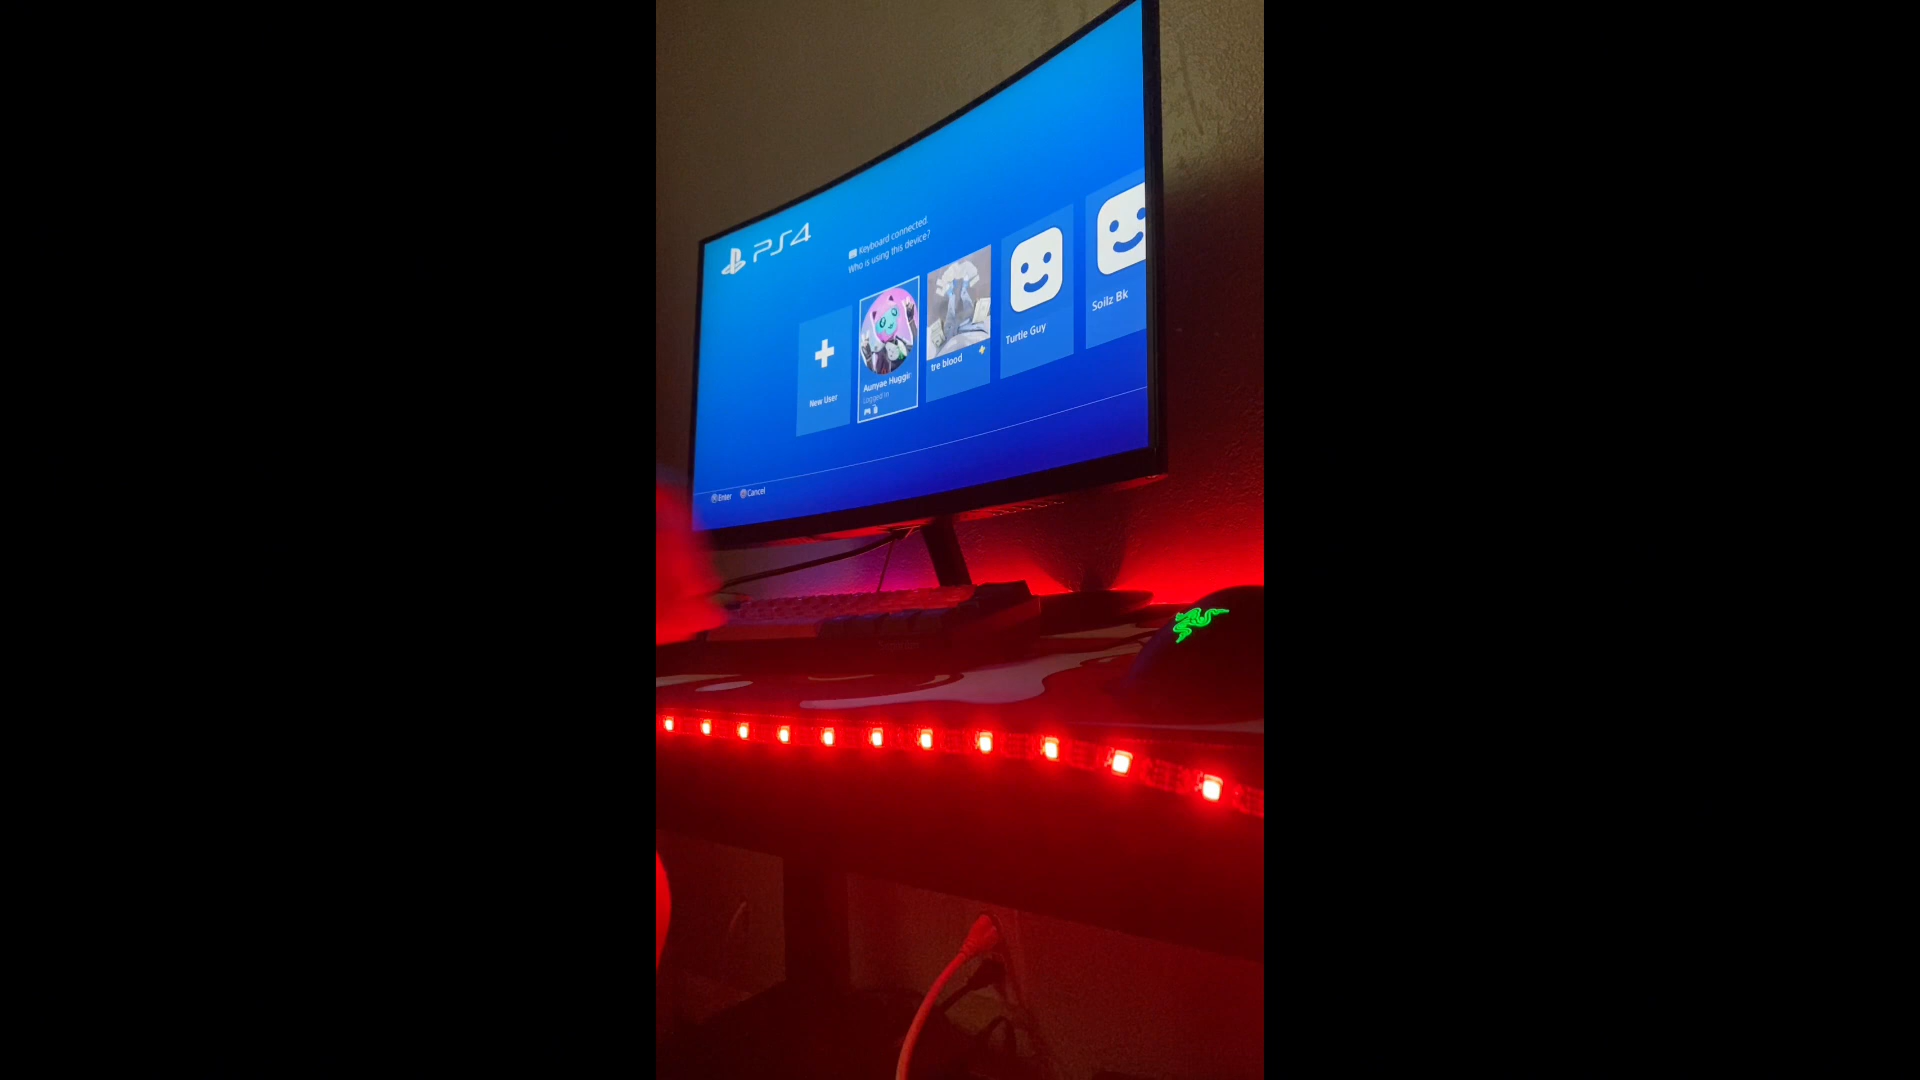 PS4
Keyboard connected.
Who is using this device?
New User
Aunyae Huggi
Logged in
tre blood
Turtle Guy
Soilz Bk
Enter
Cancel